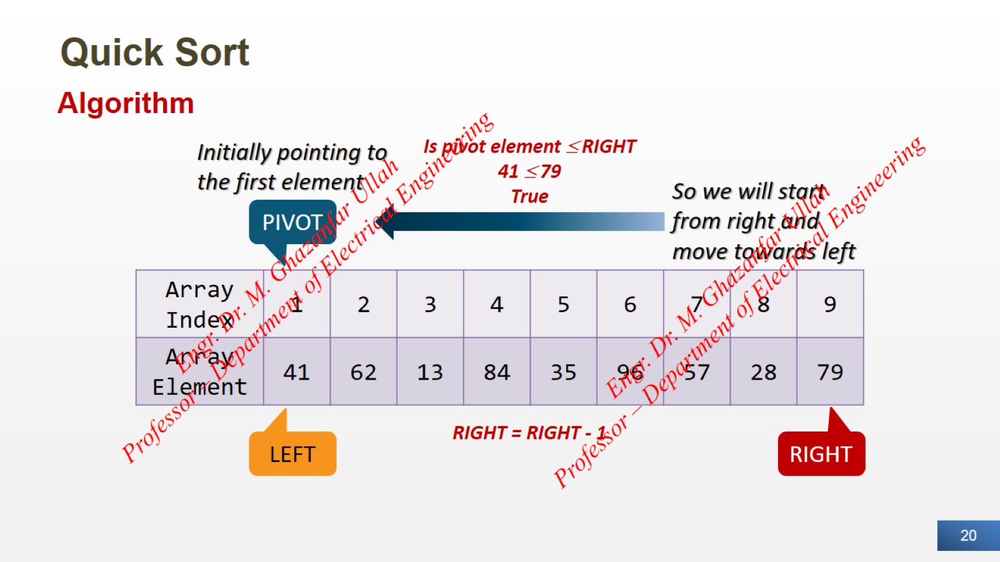 Quick Sort
Algorithm
Initially pointing to
the first element
Is pivot element ≤RIGHT
41 ≤79
True
So we will start
from right and
move towards left
PIVOT
Array Index 1 2 3 4 5 6 7 8 9
Array Element 41 62 13 84 35 96 57 28 79
LEFT
RIGHT = RIGHT - 1
RIGHT
Engr. Dr. M. Ghazanfar Ullah
Professor – Department of Electrical Engineering
Engr. Dr. M. Ghazanfar Ullah
Professor – Department of Electrical Engineering
20